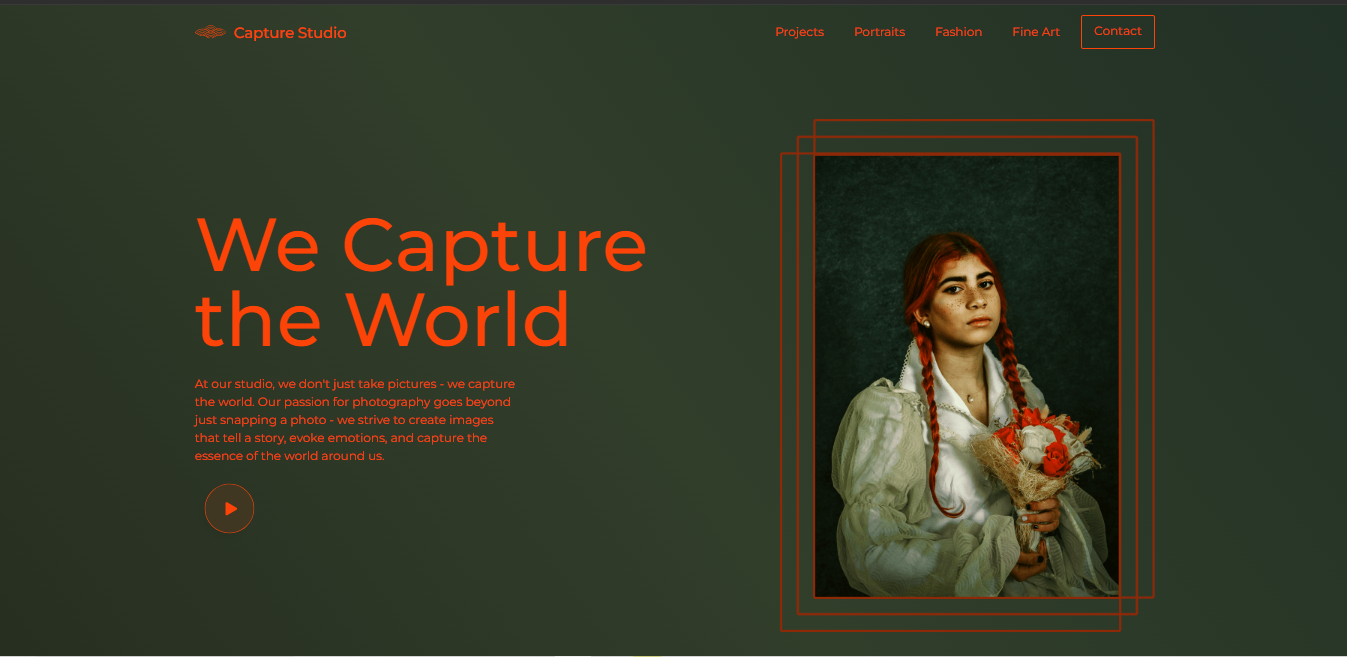 Capture Studio
Projects
Portraits
Fashion
Fine Art
Contact
We Capture
the World
At our studio, we don't just take pictures - we capture
the world. Our passion for photography goes beyond
just snapping a photo - we strive to create images
that tell a story, evoke emotions, and capture the
essence of the world around us.